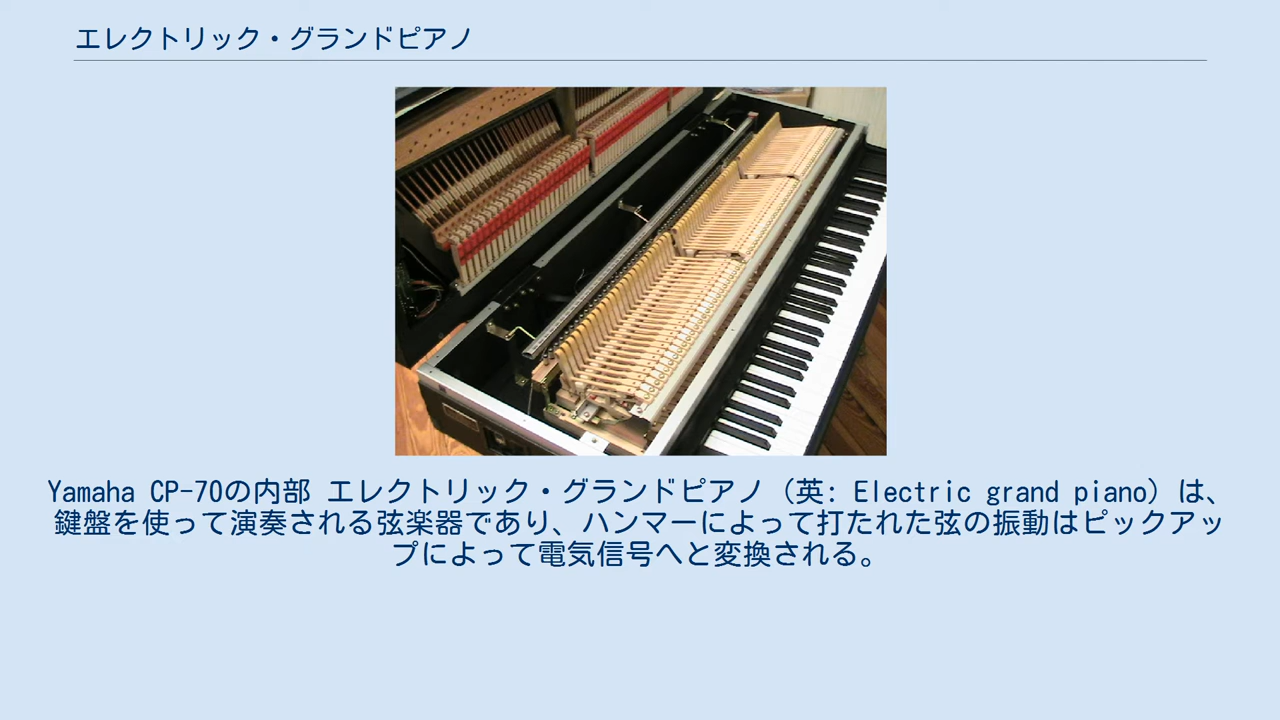 エレクトリック・グランドピアノ
Yamaha CP-70の内部 エレクトリック・グランドピアノ（英: Electric grand piano）は、
鍵盤を使って演奏される弦楽器であり、ハンマーによって打たれた弦の振動はピックアッ
プによって電気信号へと変換される。